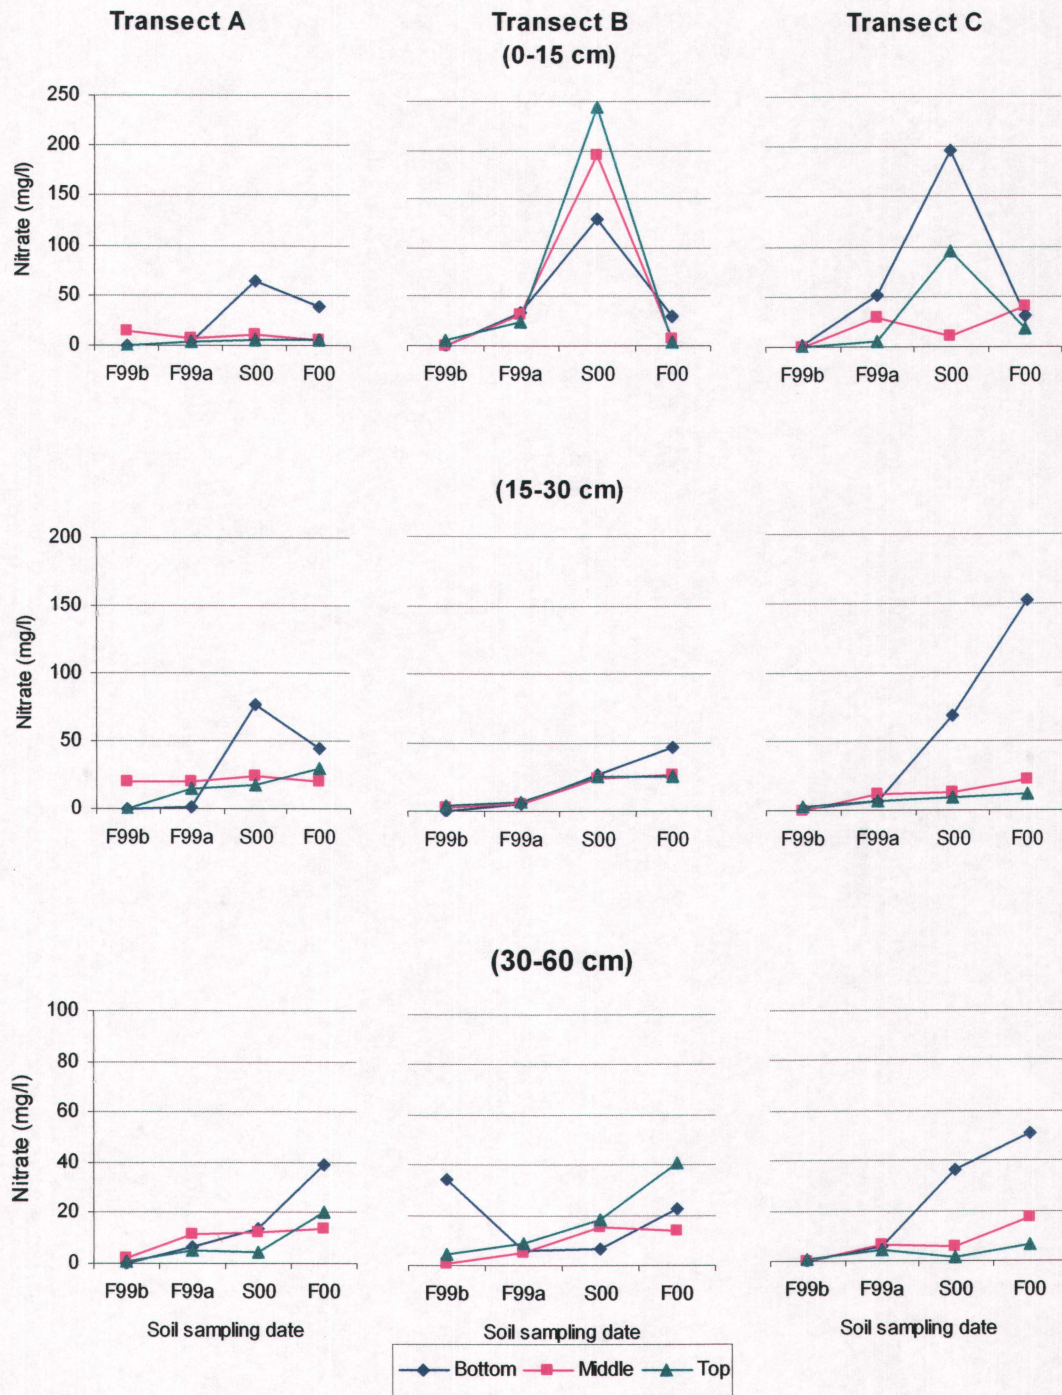 Transect A
Transect B
Transect C
(0-15 cm)
Nitrate (mg/l)
250
200
150
100
50
0
F99b F99a S00 F00
F99b F99a S00 F00
F99b F99a S00 F00
(15-30 cm)
Nitrate (mg/l)
200
150
100
50
0
F99b F99a S00 F00
F99b F99a S00 F00
F99b F99a S00 F00
(30-60 cm)
Nitrate (mg/l)
100
80
60
40
20
0
F99b F99a S00 F00
F99b F99a S00 F00
F99b F99a S00 F00
Soil sampling date
Soil sampling date
Soil sampling date
Bottom Middle Top